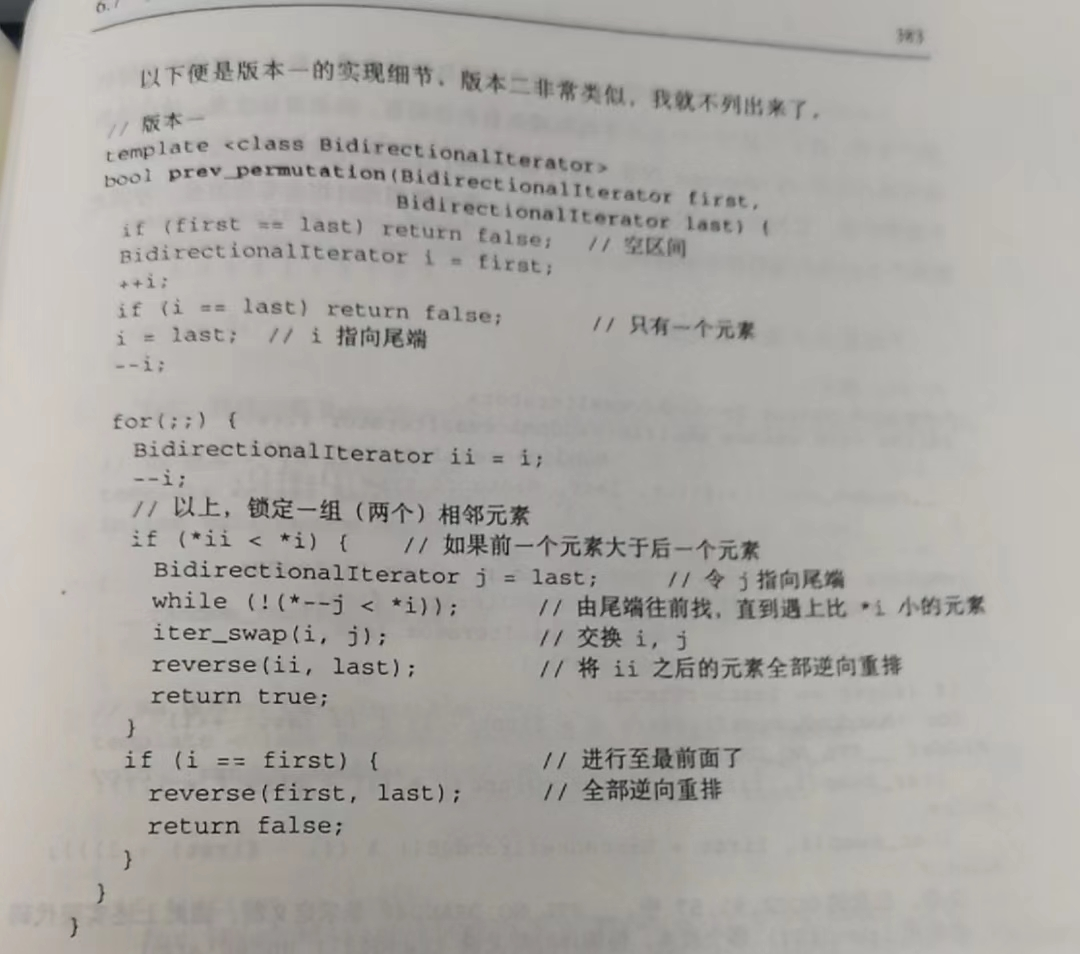 6.7
383
以下便是版本一的实现细节、版本二非常类似，我就不列出来了。
// 版本一
template <class BidirectionalIterator>
bool prev_permutation(BidirectionalIterator first,
BidirectionalIterator last) {
if (first == last) return false; // 空区间
BidirectionalIterator i = first;
++i;
if (i == last) return false; // 只有一个元素
i = last; // i 指向尾端
--i;
for(;;) {
BidirectionalIterator ii = i;
--i;
// 以上，锁定一组（两个）相邻元素
if (*ii < *i) { // 如果前一个元素大于后一个元素
BidirectionalIterator j = last; // 令 j 指向尾端
while (!(*--j < *i)); // 由尾端往前找，直到遇上比 *i 小的元素
iter_swap(i, j); // 交换 i, j
reverse(ii, last); // 将 ii 之后的元素全部逆向重排
return true;
}
if (i == first) { // 进行至最前面了
reverse(first, last); // 全部逆向重排
return false;
}
}
}